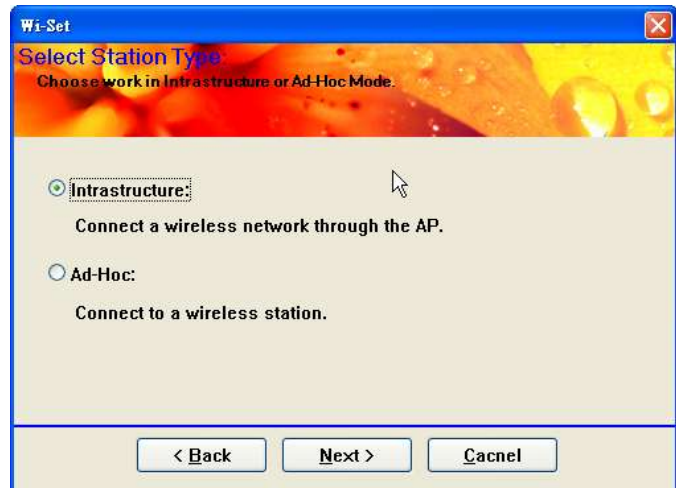 Wi-Set
Select Station Type:
Choose work in Intrastructure or Ad-Hoc Mode.
Intrastructure:
Connect a wireless network through the AP.
Ad-Hoc:
Connect to a wireless station.
< Back
Next >
Cacnel